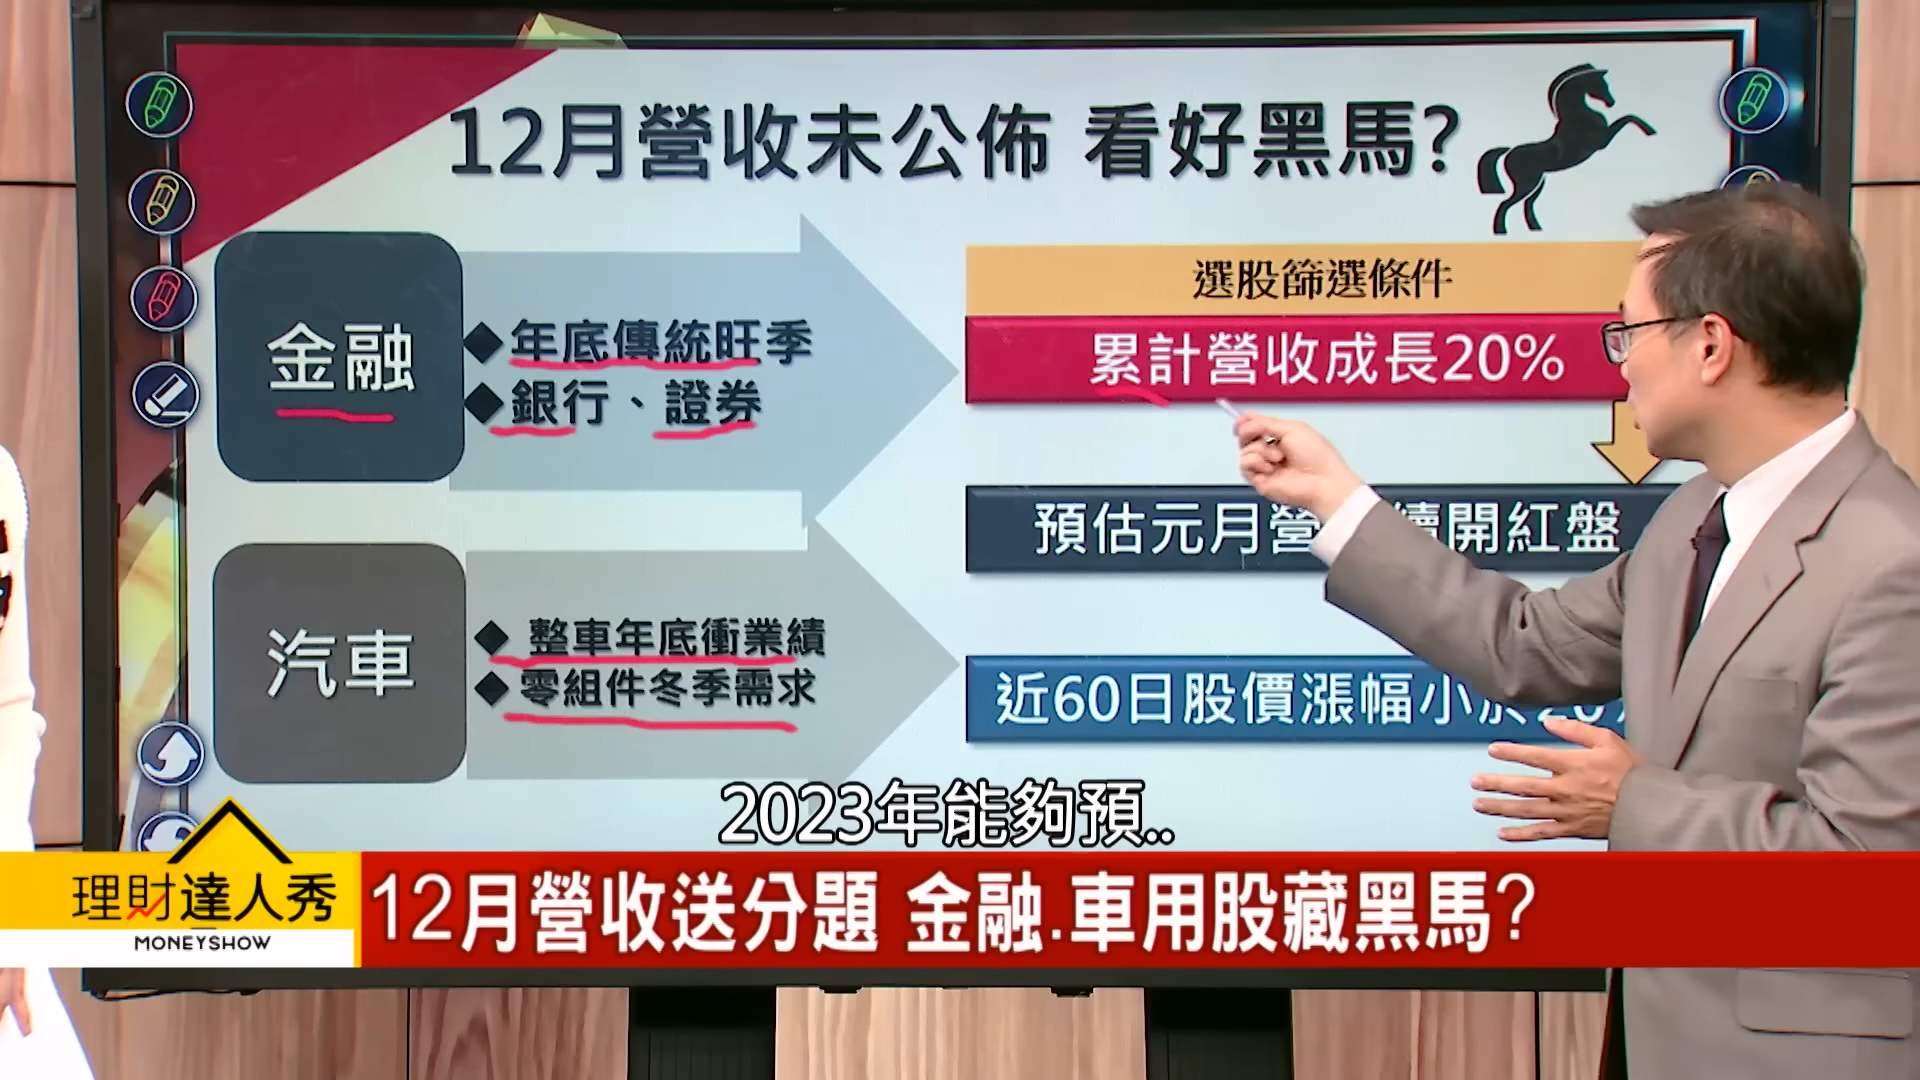 12月營收未公佈 看好黑馬?
金融
◆年底傳統旺季
◆銀行、證券
汽車
◆ 整車年底衝業績
◆ 零組件冬季需求
選股篩選條件
累計營收成長20%
預估元月營 續開紅盤
近60日股價漲幅小於20%
2023年能夠預..
理財達人秀
MONEYSHOW
12月營收送分題 金融.車用股藏黑馬?